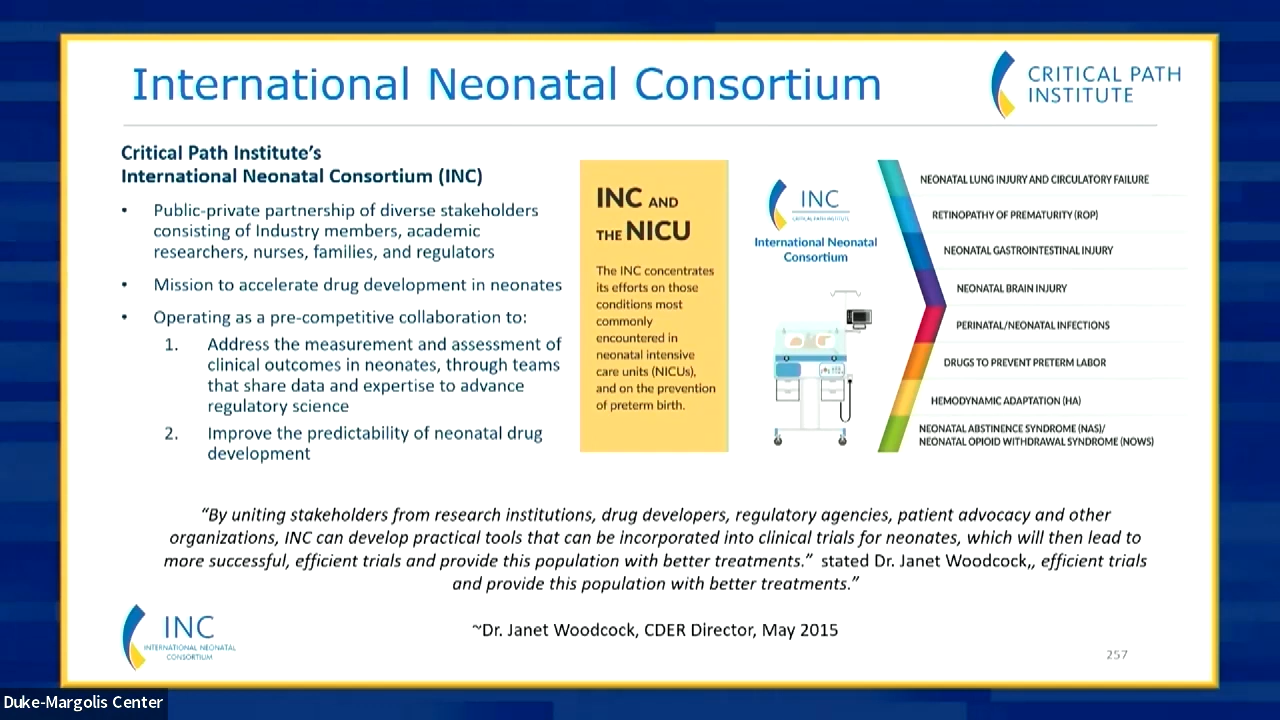 International Neonatal Consortium
CRITICAL PATH
INSTITUTE
Critical Path Institute's
International Neonatal Consortium (INC)
• Public-private partnership of diverse stakeholders
consisting of Industry members, academic
researchers, nurses, families, and regulators
• Mission to accelerate drug development in neonates
• Operating as a pre-competitive collaboration to:
1. Address the measurement and assessment of
clinical outcomes in neonates, through teams
that share data and expertise to advance
regulatory science
2. Improve the predictability of neonatal drug
development
INC AND
THE NICU
The INC concentrates
its efforts on those
conditions most
commonly
encountered in
neonatal intensive
care units (NICUs),
and on the prevention
of preterm birth.
INC
CRITICAL PATH INSTITUTE
International Neonatal
Consortium
NEONATAL LUNG INJURY AND CIRCULATORY FAILURE
RETINOPATHY OF PREMATURITY (ROP)
NEONATAL GASTROINTESTINAL INJURY
NEONATAL BRAIN INJURY
PERINATAL/NEONATAL INFECTIONS
DRUGS TO PREVENT PRETERM LABOR
HEMODYNAMIC ADAPTATION (HA)
NEONATAL ABSTINENCE SYNDROME (NAS)/
NEONATAL OPIOID WITHDRAWAL SYNDROME (NOWS)
“By uniting stakeholders from research institutions, drug developers, regulatory agencies, patient advocacy and other
organizations, INC can develop practical tools that can be incorporated into clinical trials for neonates, which will then lead to
more successful, efficient trials and provide this population with better treatments.” stated Dr. Janet Woodcock,, efficient trials
and provide this population with better treatments.”
~Dr. Janet Woodcock, CDER Director, May 2015
INC
INTERNATIONAL NEONATAL
CONSORTIUM
257
Duke-Margolis Center